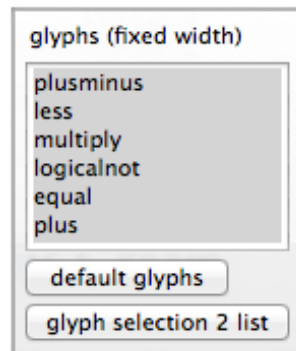 glyphs (fixed width)
plusminus
less
multiply
logicalnot
equal
plus
default glyphs
glyph selection 2 list